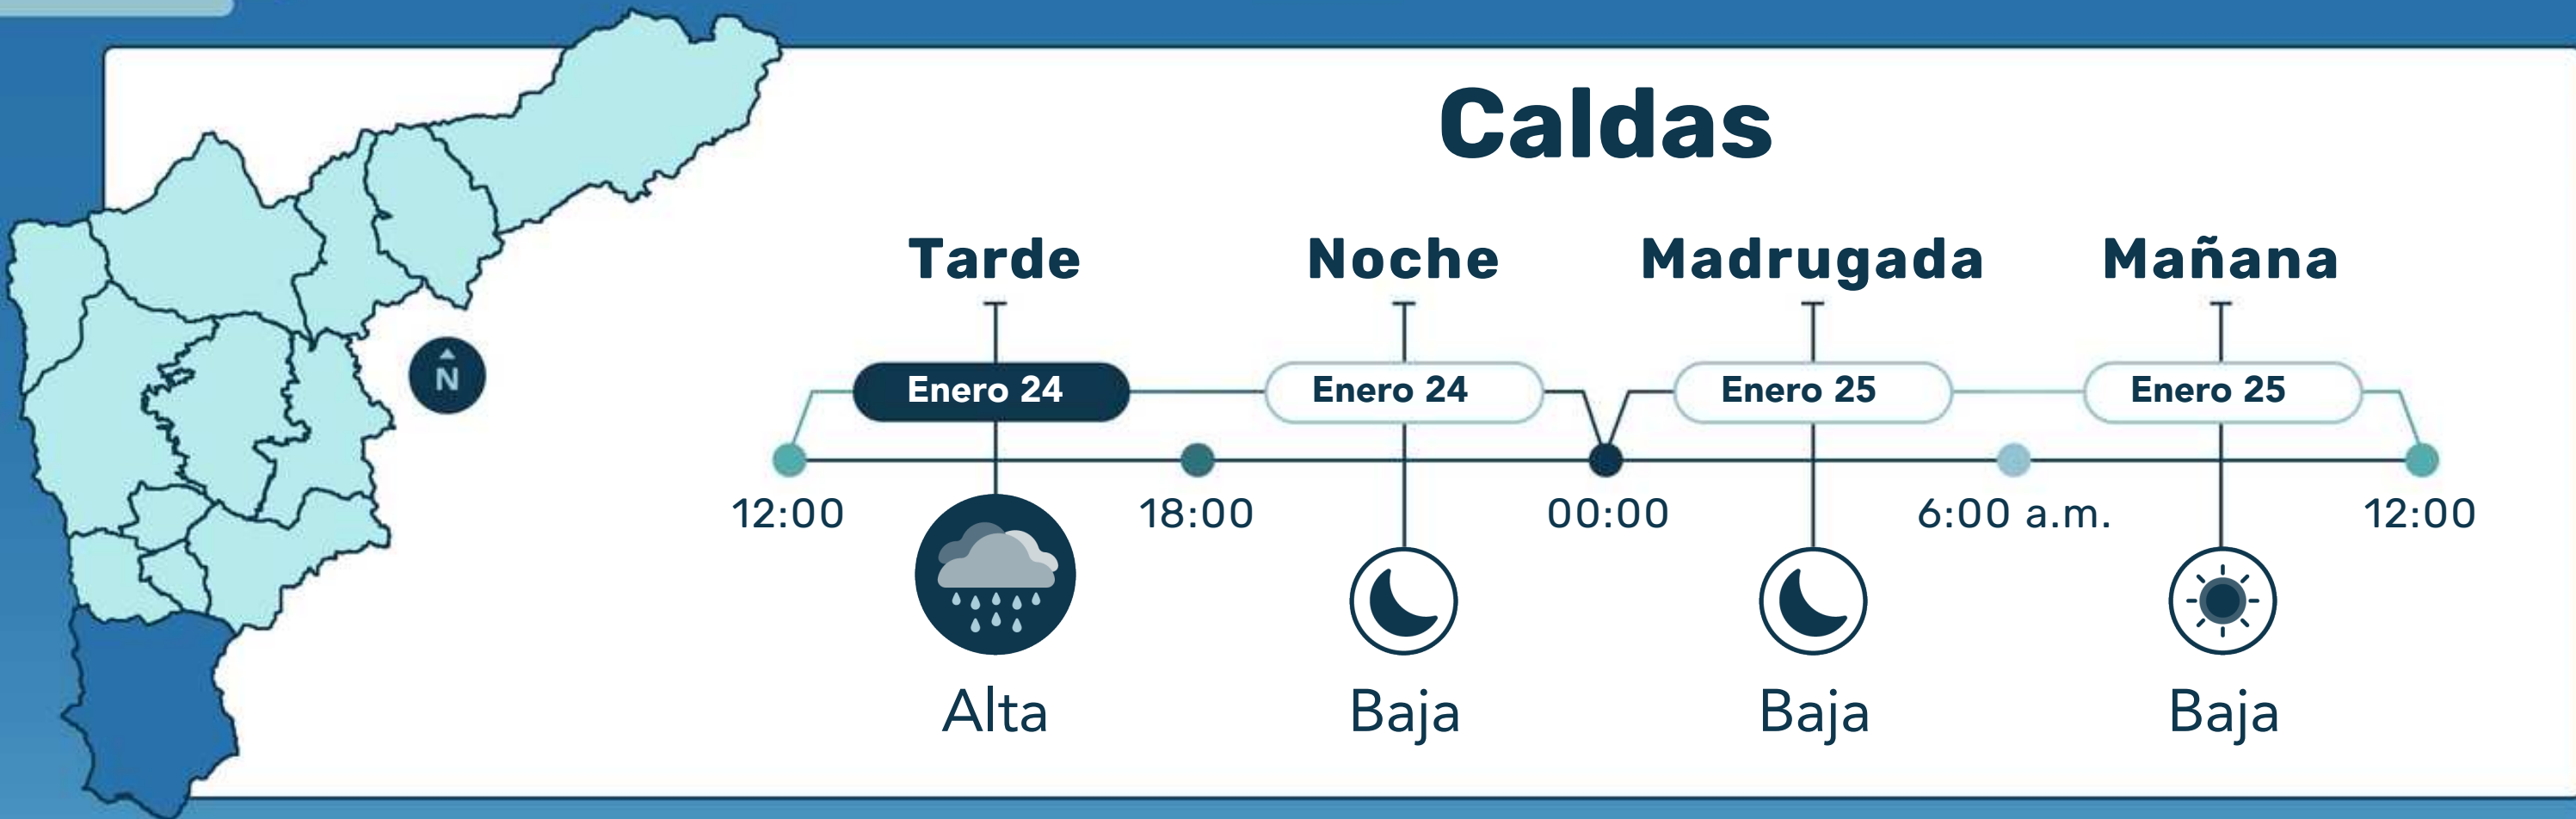 Caldas
Tarde Noche Madrugada Mañana
Enero 24 Enero 24 Enero 25 Enero 25
N
12:00 18:00 00:00 6:00 a.m. 12:00
Alta Baja Baja Baja